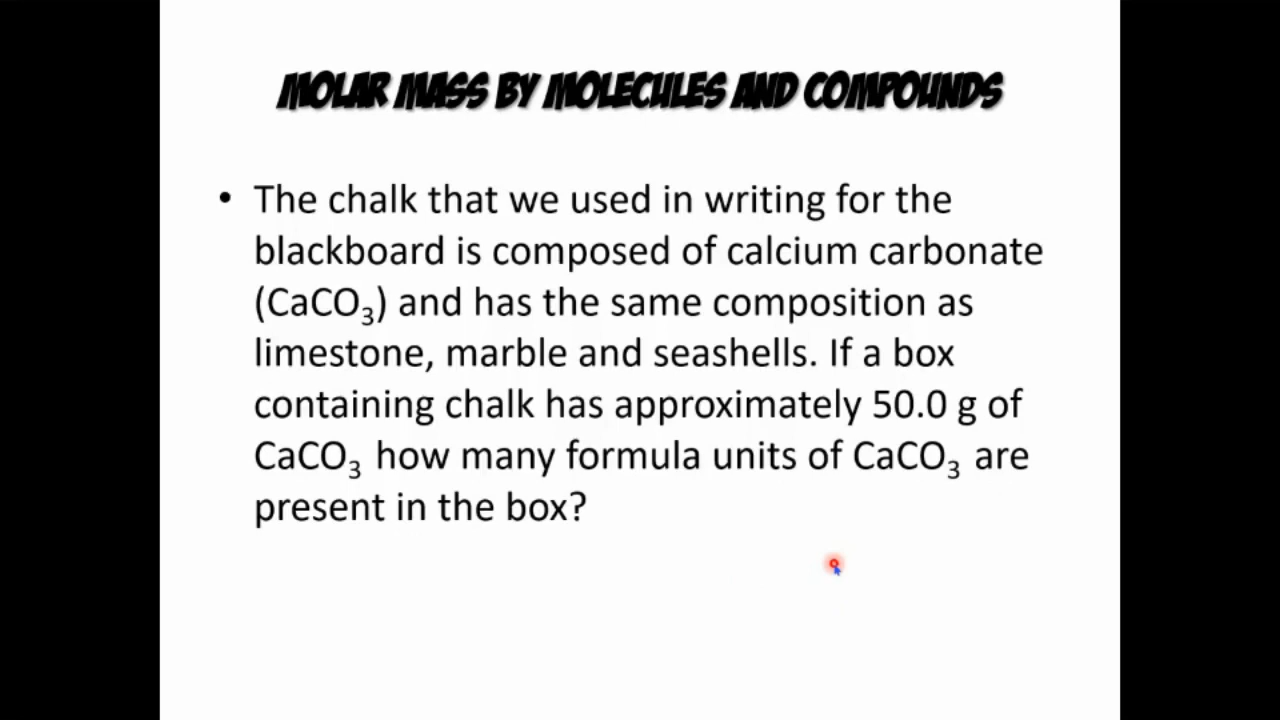 MOLAR MASS BY MOLECULES AND COMPOUNDS
• The chalk that we used in writing for the
blackboard is composed of calcium carbonate
(CaCO₃) and has the same composition as
limestone, marble and seashells. If a box
containing chalk has approximately 50.0 g of
CaCO₃ how many formula units of CaCO₃ are
present in the box?